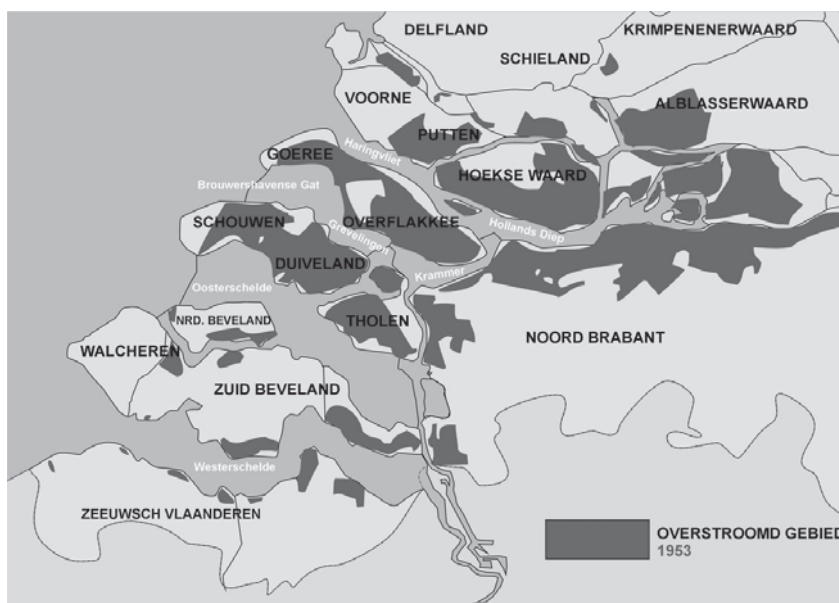 DELFLAND
KRIMPENENERWAARD
SCHIELAND
VOORNE
ALBLASSERWAARD
PUTTEN
GOEREE
Haringvliet
HOEKSE WAARD
Brouwershavense Gat
SCHOUWEN
OVERFLAKKEE
Grevelingen
Hollands Diep
DUIVELAND
Krammer
Oosterschelde
NRD. BEVELAND
THOLEN
WALCHEREN
NOORD BRABANT
ZUID BEVELAND
Westerschelde
ZEEUWSCH VLAANDEREN
OVERSTROOMD GEBIED
1953